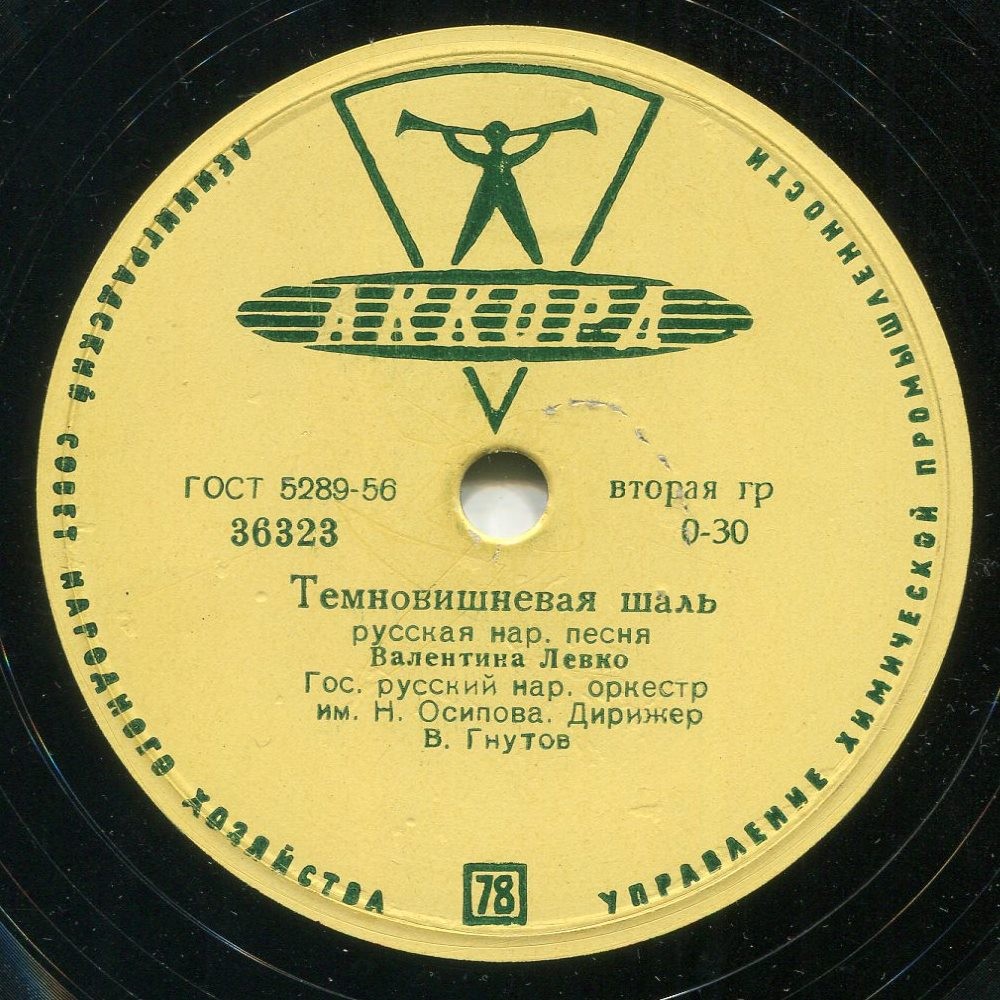 АККОРД
ГОСТ 5289-56
36323
вторая гр
0-30
Темновишневая шаль
русская нар. песня
Валентина Левко
Гос. русский нар. оркестр
им. Н. Осипова. Дирижер
В. Гнутов
ЛЕНИНГРАДСКИЙ СОВЕТ НАРОДНОГО ХОЗЯЙСТВА
78
УПРАВЛЕНИЕ ХИМИЧЕСКОЙ ПРОМЫШЛЕННОСТИ